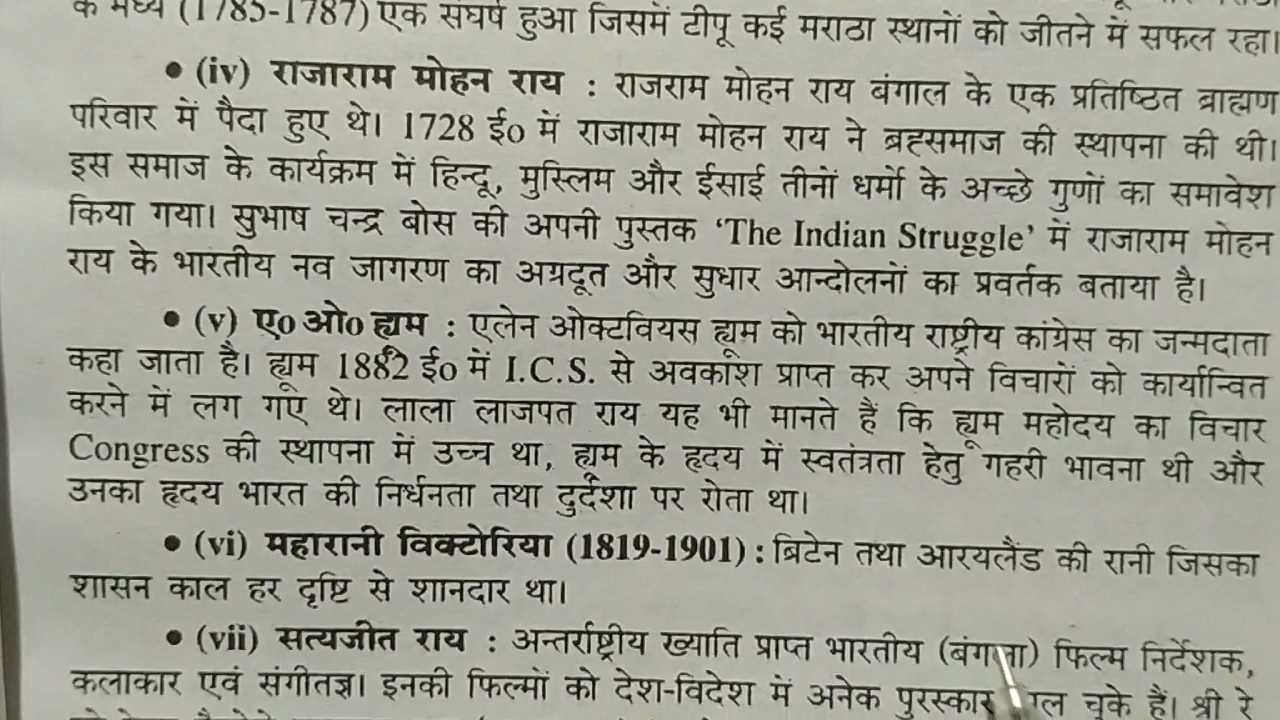 के मध्य (1785-1787) एक संघर्ष हुआ जिसमें टीपू कई मराठा स्थानों को जीतने में सफल रहा।
• (iv) राजाराम मोहन राय : राजराम मोहन राय बंगाल के एक प्रतिष्ठित ब्राह्मण
परिवार में पैदा हुए थे। 1728 ई० में राजाराम मोहन राय ने ब्रह्समाज की स्थापना की थी।
इस समाज के कार्यक्रम में हिन्दू, मुस्लिम और ईसाई तीनों धर्मो के अच्छे गुणों का समावेश
किया गया। सुभाष चन्द्र बोस की अपनी पुस्तक ‘The Indian Struggle’ में राजाराम मोहन
राय के भारतीय नव जागरण का अग्रदूत और सुधार आन्दोलनों का प्रवर्तक बताया है।
• (v) ए० ओ० ह्यूम : एलेन ओक्टवियस ह्यूम को भारतीय राष्ट्रीय कांग्रेस का जन्मदाता
कहा जाता है। ह्यूम 1882 ई० में I.C.S. से अवकाश प्राप्त कर अपने विचारों को कार्यान्वित
करने में लग गए थे। लाला लाजपत राय यह भी मानते हैं कि ह्यूम महोदय का विचार
Congress की स्थापना में उच्च था, ह्यूम के हृदय में स्वतंत्रता हेतु गहरी भावना थी और
उनका हृदय भारत की निर्धनता तथा दुर्दशा पर रोता था।
• (vi) महारानी विक्टोरिया (1819-1901) : ब्रिटेन तथा आरयलैंड की रानी जिसका
शासन काल हर दृष्टि से शानदार था।
• (vii) सत्यजीत राय : अन्तर्राष्ट्रीय ख्याति प्राप्त भारतीय (बंगला) फिल्म निर्देशक,
कलाकार एवं संगीतज्ञ। इनकी फिल्मों को देश-विदेश में अनेक पुरस्कार चुके हैं। श्री रे